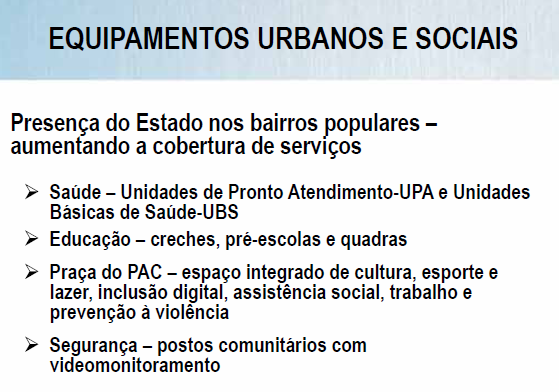 EQUIPAMENTOS URBANOS E SOCIAIS
Presença do Estado nos bairros populares –
aumentando a cobertura de serviços
➤ Saúde – Unidades de Pronto Atendimento-UPA e Unidades
Básicas de Saúde-UBS
➤ Educação – creches, pré-escolas e quadras
➤ Praça do PAC – espaço integrado de cultura, esporte e
lazer, inclusão digital, assistência social, trabalho e
prevenção à violência
➤ Segurança – postos comunitários com
videomonitoramento